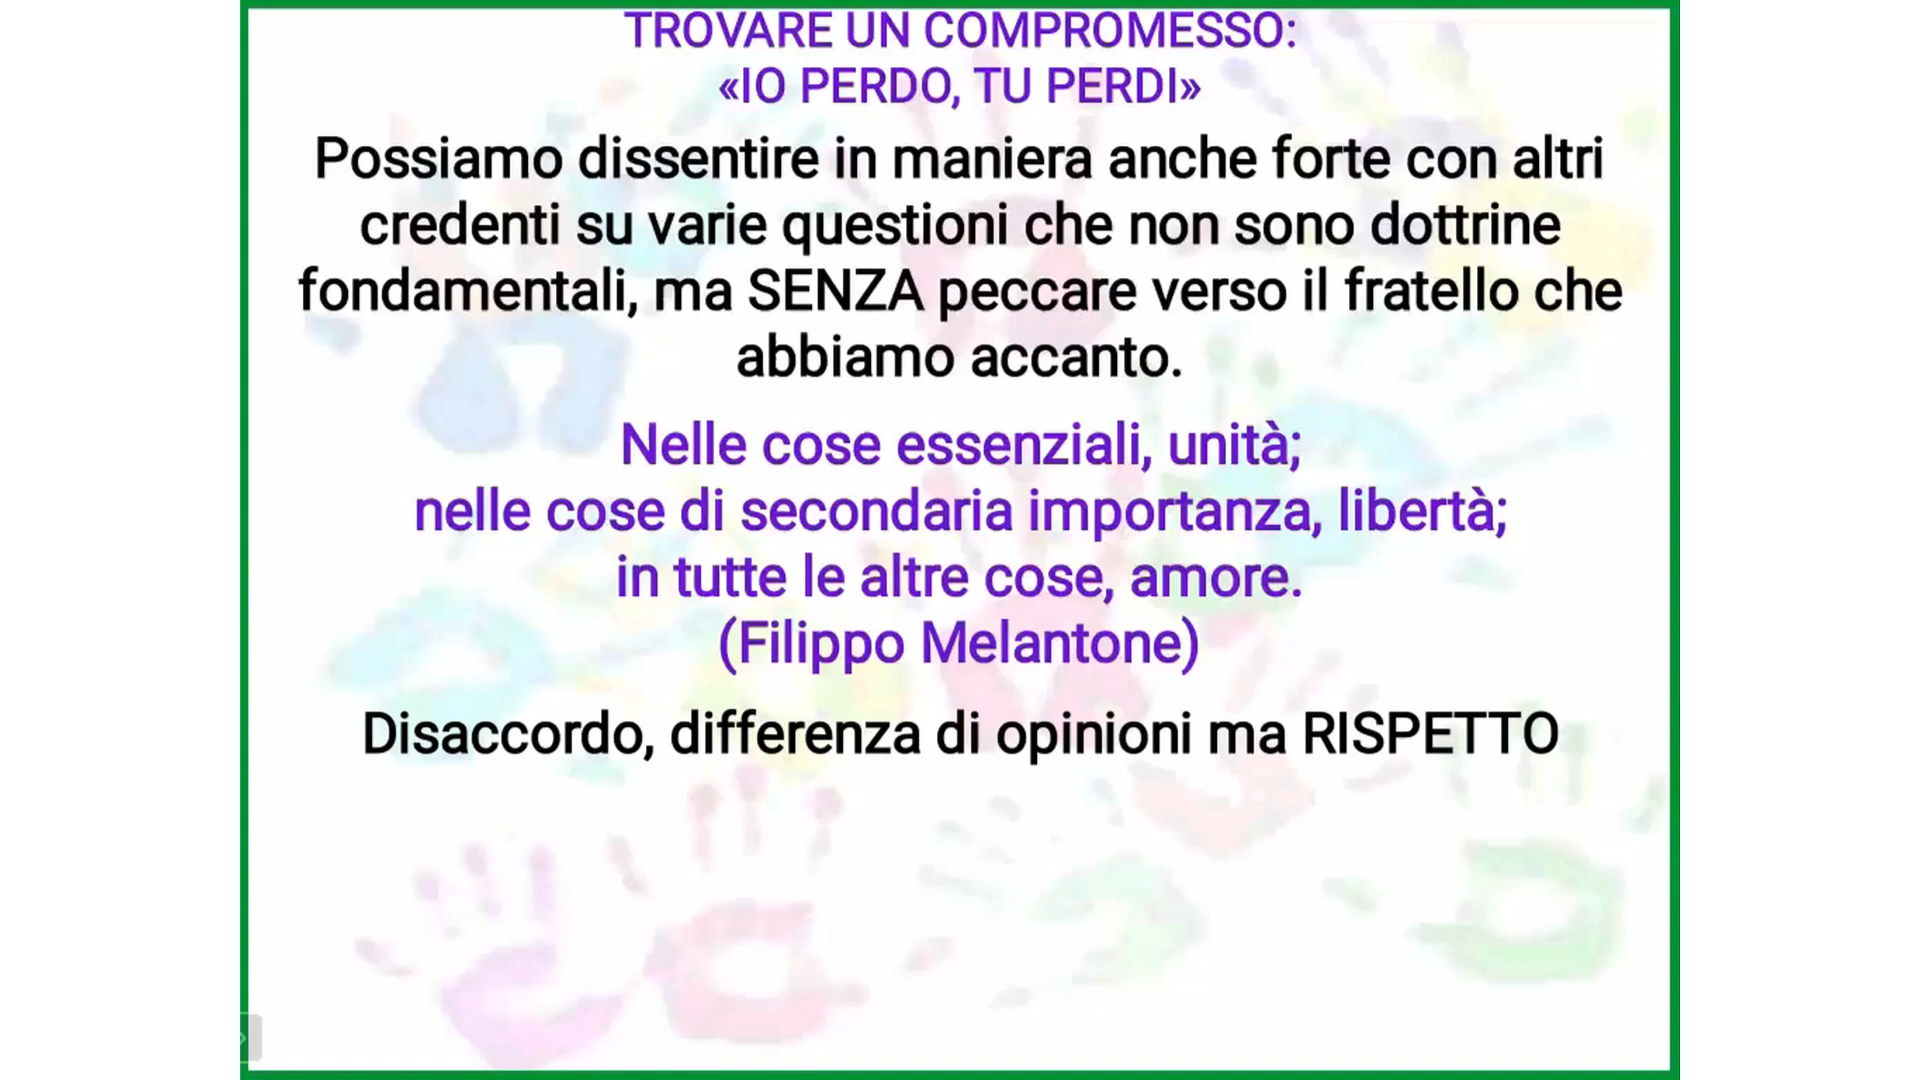 TROVARE UN COMPROMESSO:
«IO PERDO, TU PERDI»
Possiamo dissentire in maniera anche forte con altri
credenti su varie questioni che non sono dottrine
fondamentali, ma SENZA peccare verso il fratello che
abbiamo accanto.
Nelle cose essenziali, unità;
nelle cose di secondaria importanza, libertà;
in tutte le altre cose, amore.
(Filippo Melantone)
Disaccordo, differenza di opinioni ma RISPETTO